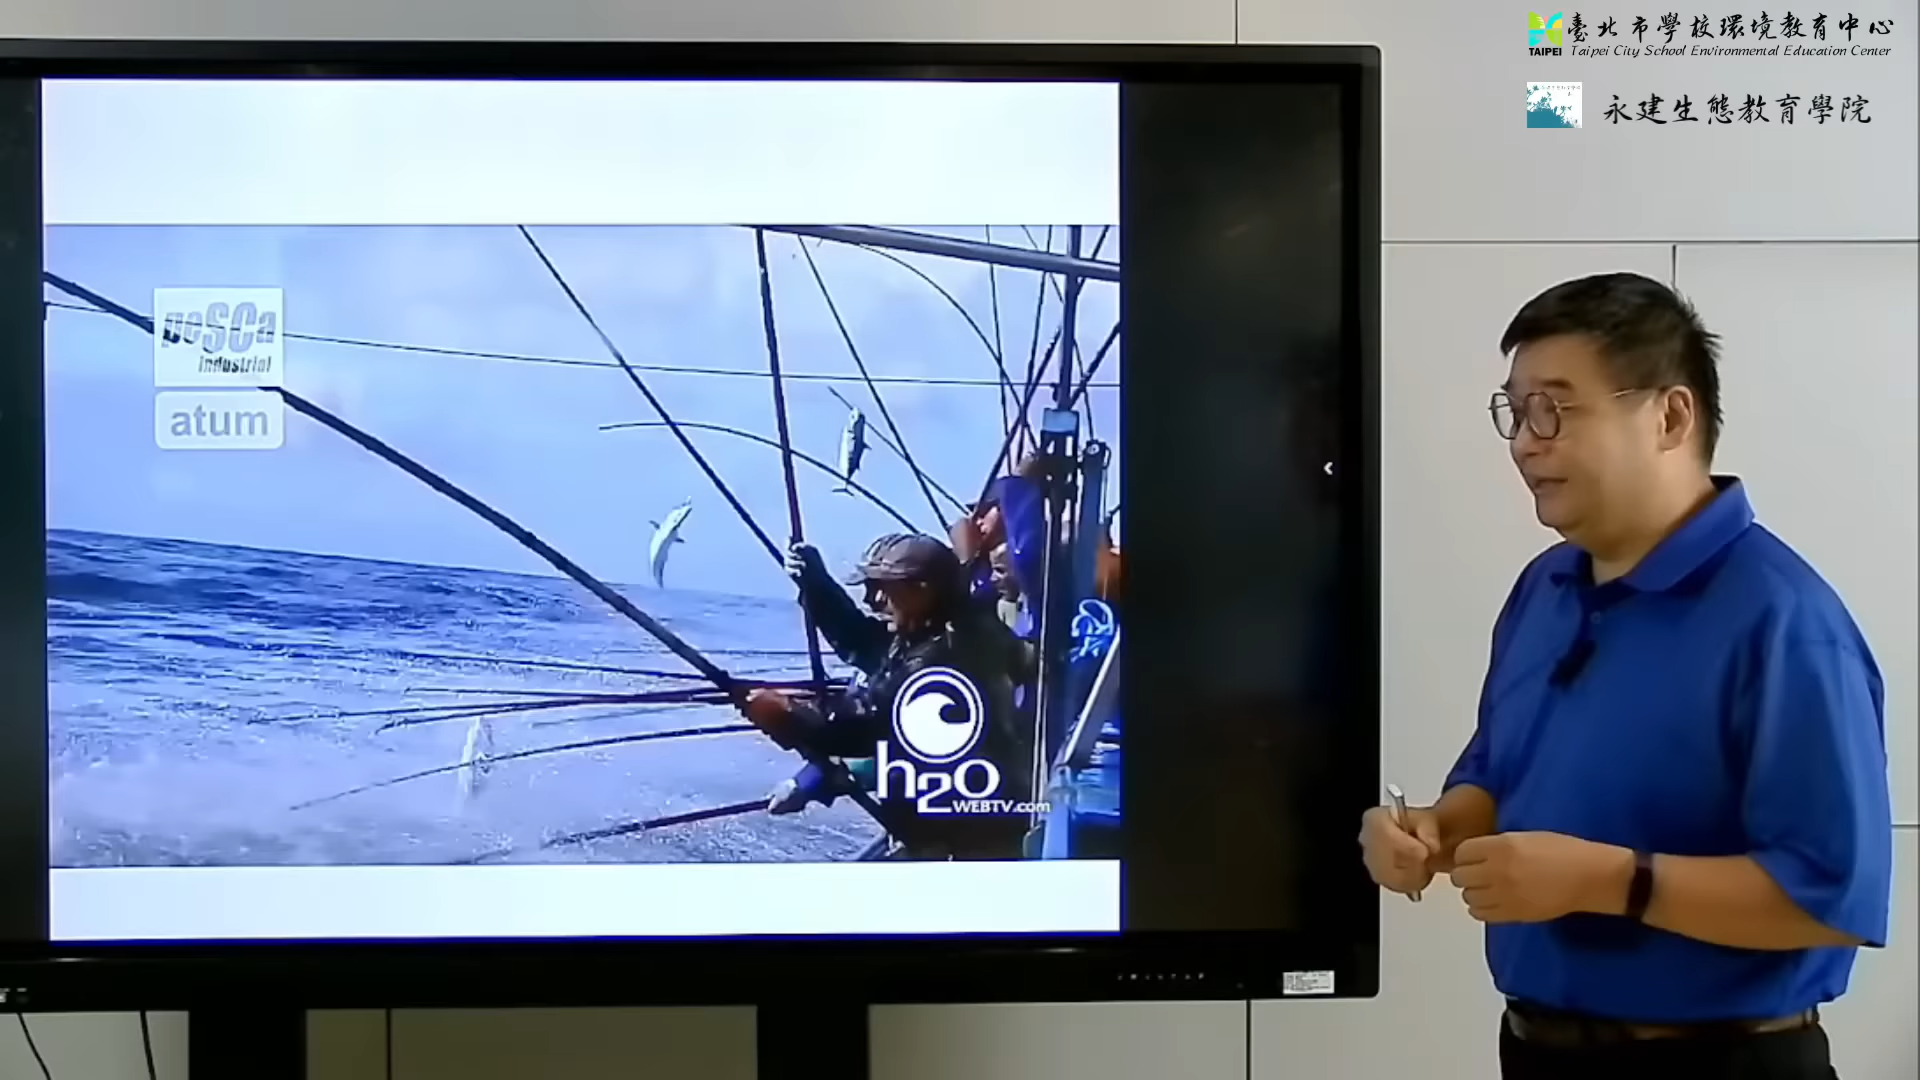 臺北市學校環境教育中心
TAIPEI
Taipei City School Environmental Education Center
永建生態教育學院
pesca
industrial
atum
h2o
WEBTV.com